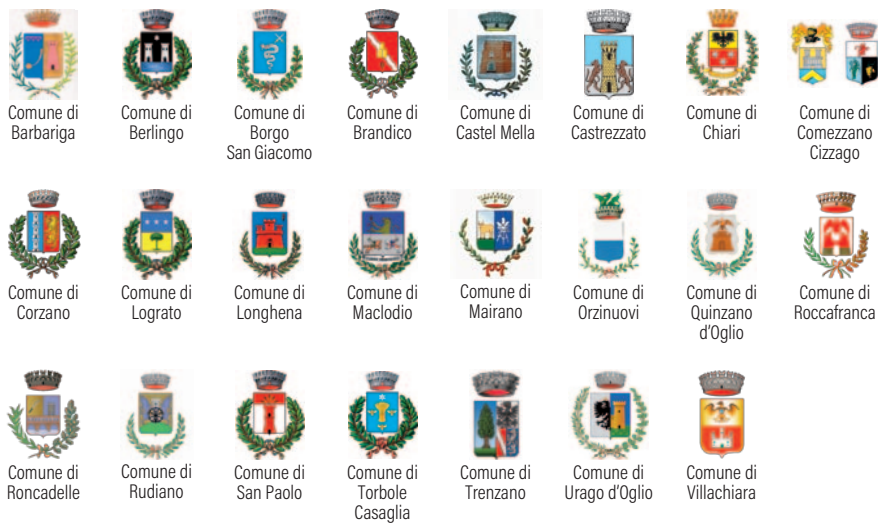 Comune di
Barbariga
Comune di
Berlingo
Comune di
Borgo
San Giacomo
Comune di
Brandico
Comune di
Castel Mella
Comune di
Castrezzato
Comune di
Chiari
Comune di
Comezzano
Cizzago
Comune di
Corzano
Comune di
Lograto
Comune di
Longhena
Comune di
Maclodio
Comune di
Mairano
Comune di
Orzinuovi
Comune di
Quinzano
d'Oglio
Comune di
Roccafranca
Comune di
Roncadelle
Comune di
Rudiano
Comune di
San Paolo
Comune di
Torbole
Casaglia
Comune di
Trenzano
Comune di
Urago d'Oglio
Comune di
Villachiara